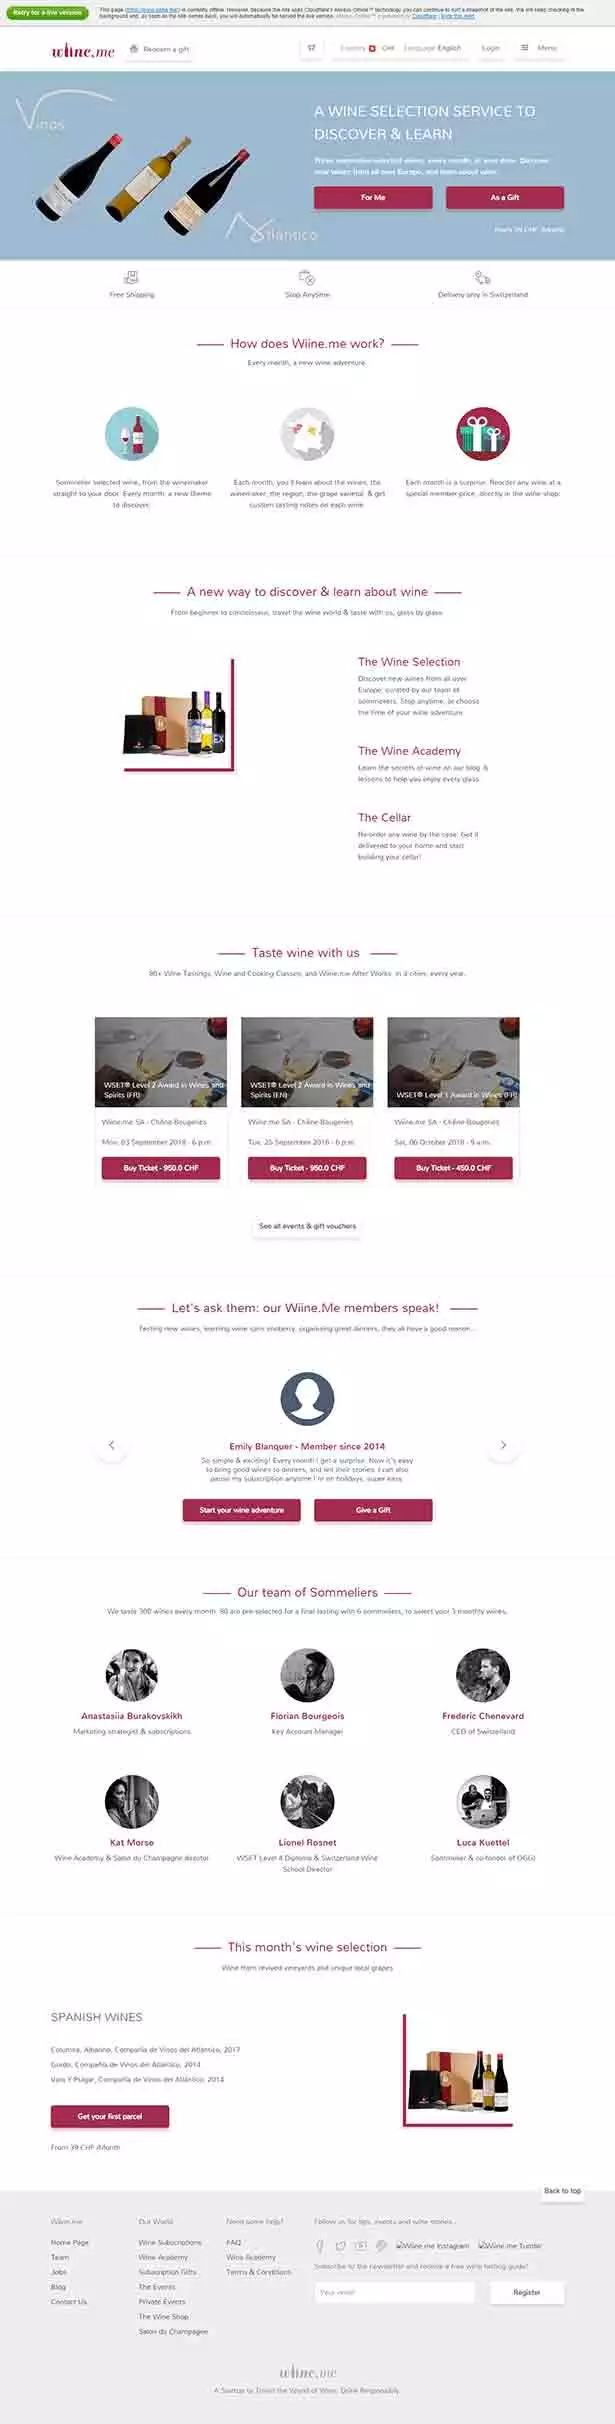 Retry for a live version
This page (https://www.wiine.me/) is currently offline. However, because the site uses Cloudflare's Always Online™ technology you can continue to surf a snapshot of the site. We will keep checking in the
background and, as soon as the site comes back, you will automatically be served the live version. Always Online™ is powered by Cloudflare | Hide this alert
wiine.me
Redeem a gift
Country CHF Language English
Login
Menu
Vinos
Atlantico
A WINE SELECTION SERVICE TO
DISCOVER & LEARN
Three sommelier-selected wines, every month, at your door. Discover
new wines from all over Europe, and learn about wine.
For Me
As a Gift
From 39 CHF /Month
Free Shipping
Stop Anytime
Delivery only in Switzerland
How does Wiine.me work?
Every month, a new wine adventure.
Sommelier selected wine, from the winemaker
straight to your door. Every month, a new theme
to discover.
Each month, you'll learn about the wines, the
winemaker, the region, the grape varietal, & get
custom tasting notes on each wine.
Each month is a surprise. Reorder any wine at a
special member price, directly in the wine shop.
A new way to discover & learn about wine
From beginner to connoisseur, travel the wine world & taste with us, glass by glass.
The Wine Selection
Discover new wines from all over
Europe, curated by our team of
sommeliers. Stop anytime, or choose
the time of your wine adventure.
The Wine Academy
Learn the secrets of wine on our blog &
lessons to help you enjoy every glass.
The Cellar
Re-order any wine by the case. Get it
delivered to your home and start
building your cellar!
Taste wine with us
80+ Wine Tastings, Wine and Cooking Classes, and Wiine.me After Works, in 3 cities, every year.
WSET® Level 2 Award in Wines and
Spirits (FR)
Wiine.me SA - Chêne-Bougeries
Mon, 03 September 2018 - 6 p.m.
Buy Ticket - 950.0 CHF
WSET® Level 2 Award in Wines and
Spirits (EN)
Wiine.me SA - Chêne-Bougeries
Tue, 25 September 2018 - 6 p.m.
Buy Ticket - 950.0 CHF
WSET® Level 1 Award in Wines (FR)
Wiine.me SA - Chêne-Bougeries
Sat, 06 October 2018 - 9 a.m.
Buy Ticket - 450.0 CHF
See all events & gift vouchers
Let's ask them: our Wiine.Me members speak!
Tasting new wines, learning wine sans snobbery, organising great dinners, they all have a good reason...
Emily Blanquer - Member since 2014
So simple & exciting! Every month I get a surprise. Now it's easy
to bring good wines to dinners, and tell their stories. I can also
pause my subscription anytime I'm on holidays, super easy.
Start your wine adventure
Give a Gift
Our team of Sommeliers
We taste 300 wines every month. 80 are pre-selected for a final tasting with 6 sommeliers, to select your 3 monthly wines.
Anastasiia Burakovskikh
Marketing strategist & subscriptions
Florian Bourgeois
Key Account Manager
Frederic Chenevard
CEO of Switzerland
Kat Morse
Wine Academy & Salon du Champagne director
Lionel Rosnet
WSET Level 4 Diploma & Switzerland Wine
School Director
Luca Kuettel
Sommelier & co-fondor of OGGI
This month's wine selection
Wine from revived vineyards and unique local grapes
SPANISH WINES
Columna, Albarino, Compañía de Vinos del Atlántico, 2017
Gordo, Compañía de Vinos del Atlántico, 2014
Vara Y Pulgar, Compañía de Vinos del Atlántico, 2014
Get your first parcel
From 39 CHF /Month
Back to top
Wiine.me
Home Page
Team
Jobs
Blog
Contact Us
Our World
Wine Subscriptions
Wine Academy
Subscription Gifts
The Events
Private Events
The Wine Shop
Salon du Champagne
Need some help?
FAQ
Wine Academy
Terms & Conditions
Follow us for tips, events and wine stories...
Wiine.me Instagram
Wiine.me Tumblr
Subscribe to the newsletter and receive a free wine tasting guide!
Your email
Register
wiine.me
A Startup to Travel the World of Wine. Drink Responsibly.